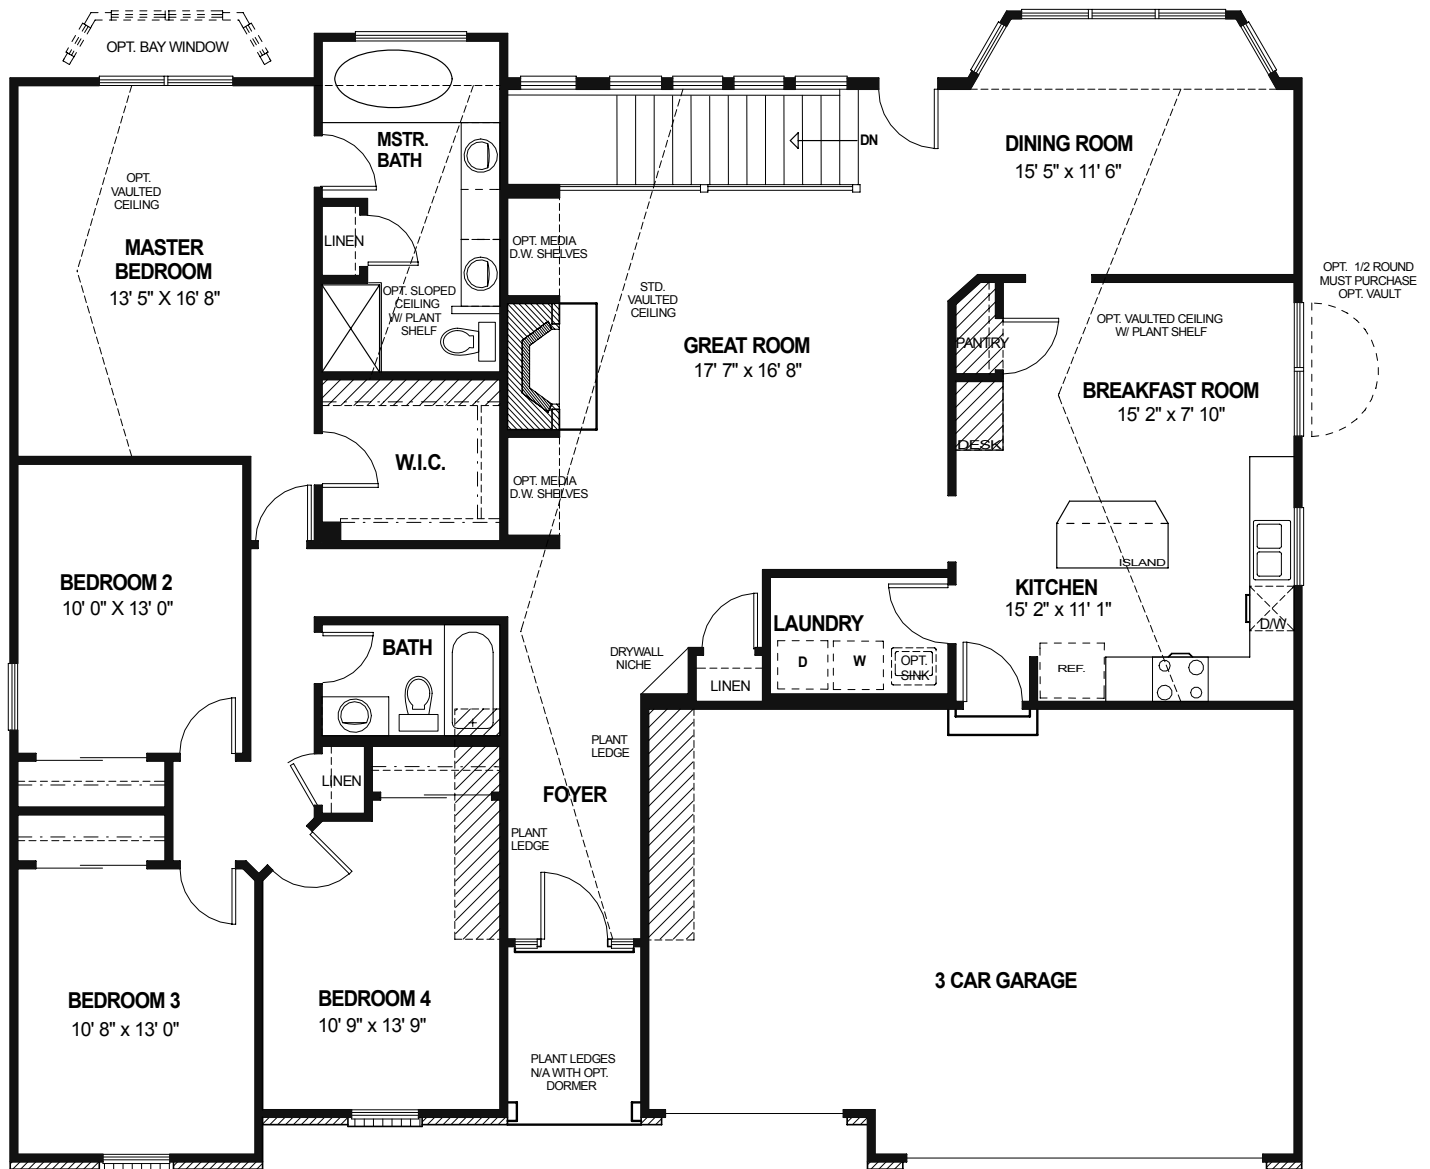 OPT. BAY WINDOW
MSTR.
BATH
DN
DINING ROOM
15' 5" x 11' 6"
OPT.
VAULTED
CEILING
MASTER
BEDROOM
13' 5" X 16' 8"
LINEN
OPT. MEDIA
D.W. SHELVES
OPT. SLOPED
CEILING
W/ PLANT
SHELF
STD.
VAULTED
CEILING
OPT. 1/2 ROUND
MUST PURCHASE
OPT. VAULT
OPT. VAULTED CEILING
W/ PLANT SHELF
PANTRY
GREAT ROOM
17' 7" x 16' 8"
BREAKFAST ROOM
15' 2" x 7' 10"
DESK
W.I.C.
OPT. MEDIA
D.W. SHELVES
ISLAND
BEDROOM 2
10' 0" X 13' 0"
KITCHEN
15' 2" x 11' 1"
D/W
LAUNDRY
BATH
DRYWALL
NICHE
D
W
OPT.
SINK
REF.
LINEN
PLANT
LEDGE
LINEN
FOYER
PLANT
LEDGE
3 CAR GARAGE
BEDROOM 3
10' 8" x 13' 0"
BEDROOM 4
10' 9" x 13' 9"
PLANT LEDGES
N/A WITH OPT.
DORMER